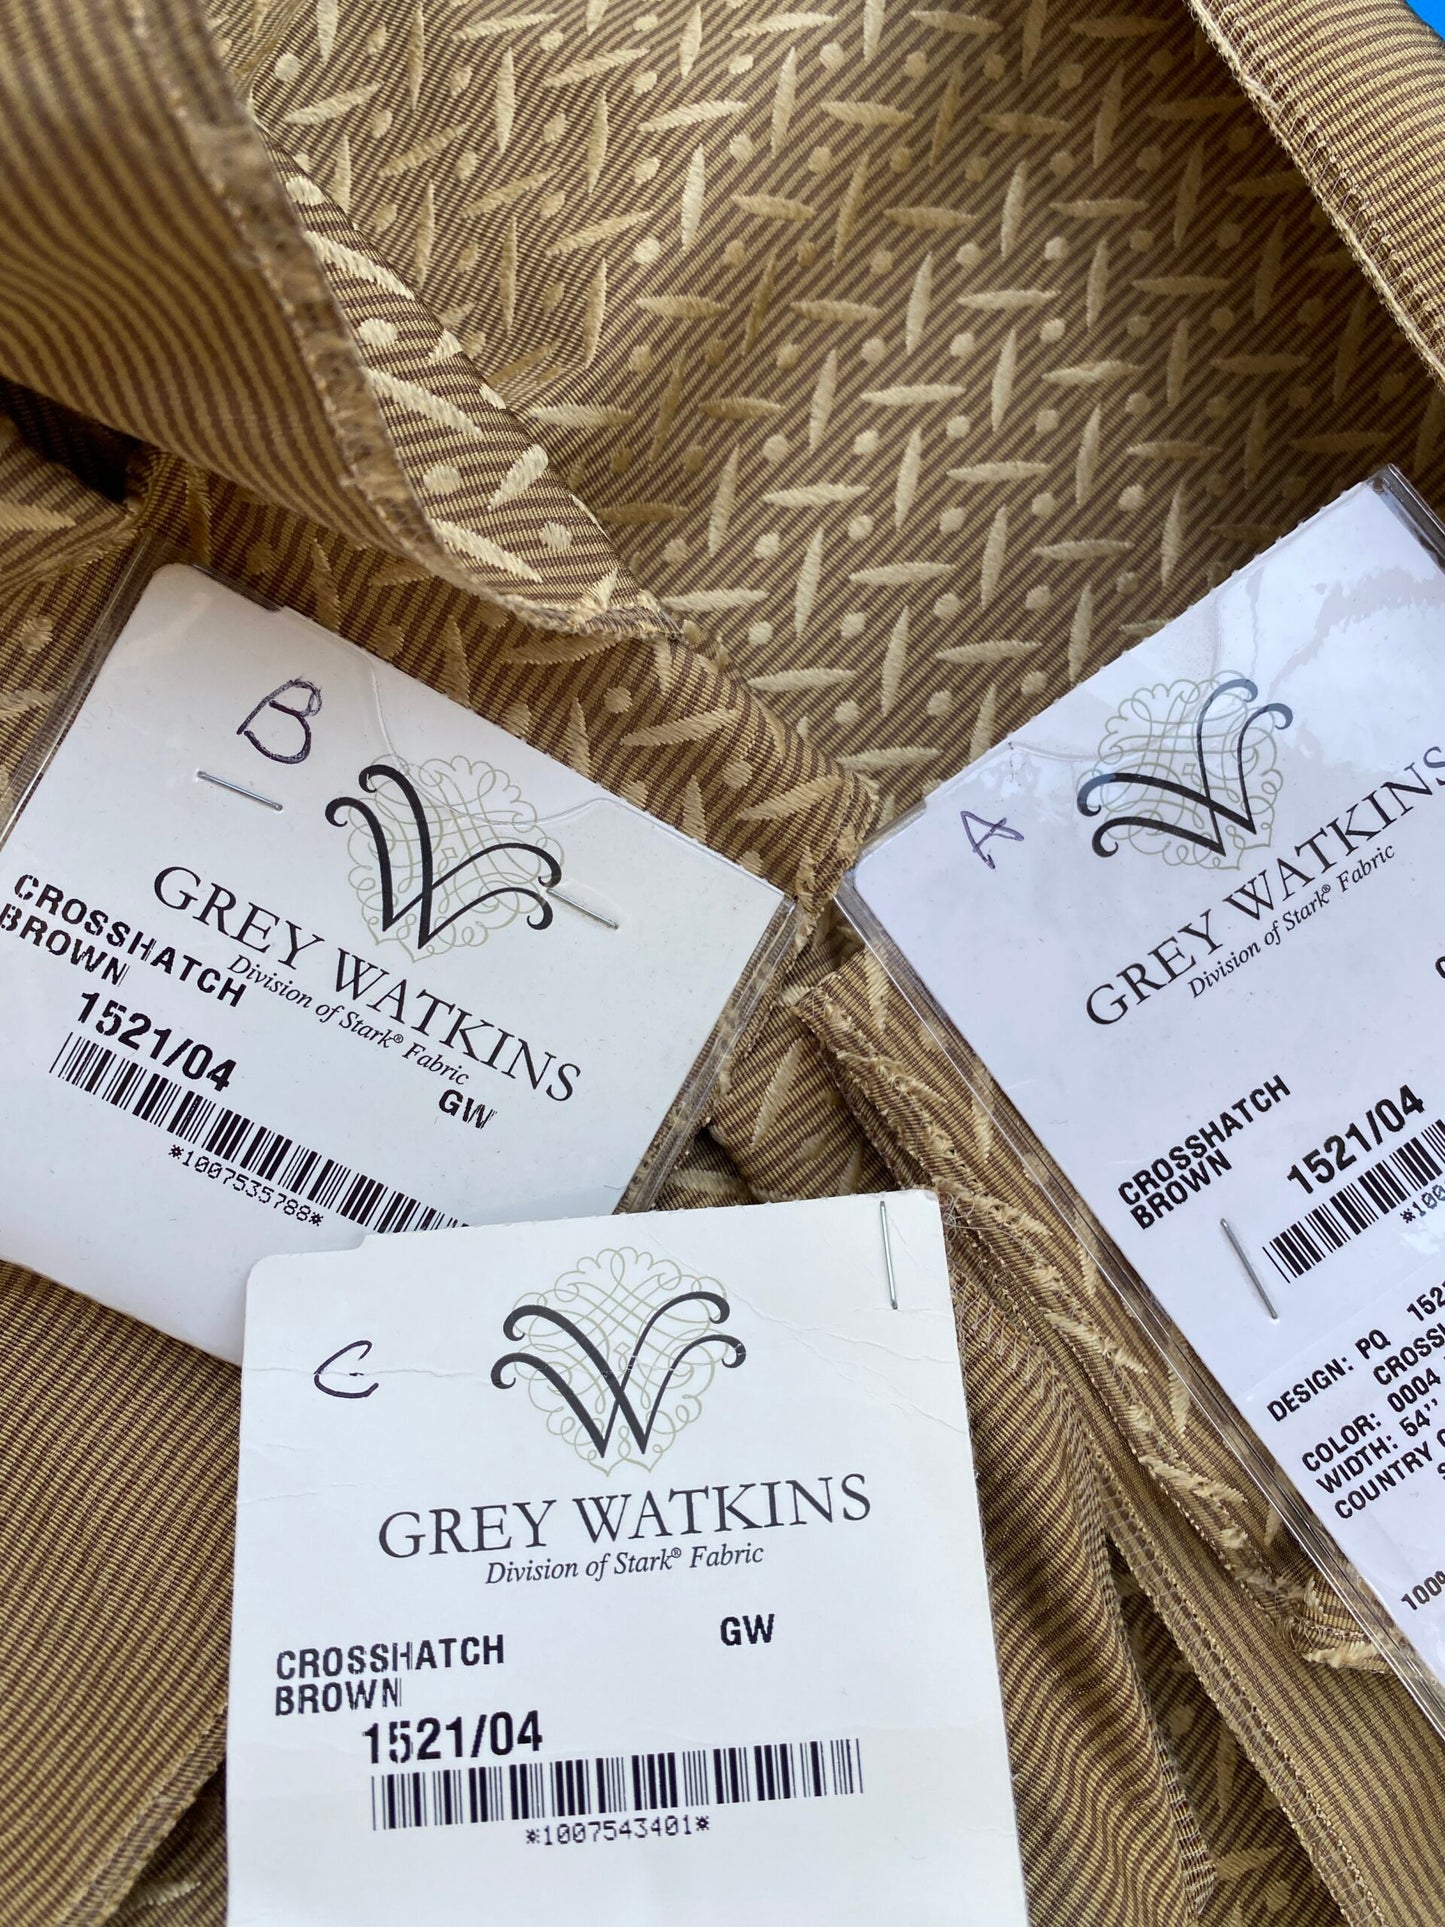 B
GREY WATKINS
Division of Stark® Fabric
CROSSHATCH
BROWN
1521/04
GW
*1007535788*
A
GREY WATKINS
Division of Stark® Fabric
CROSSHATCH
BROWN
1521/04
DESIGN: PQ
COLOR: 0004
WIDTH: 54"
COUNTRY
C
GREY WATKINS
Division of Stark® Fabric
CROSSHATCH
GW
BROWN
1521/04
*1007543401*